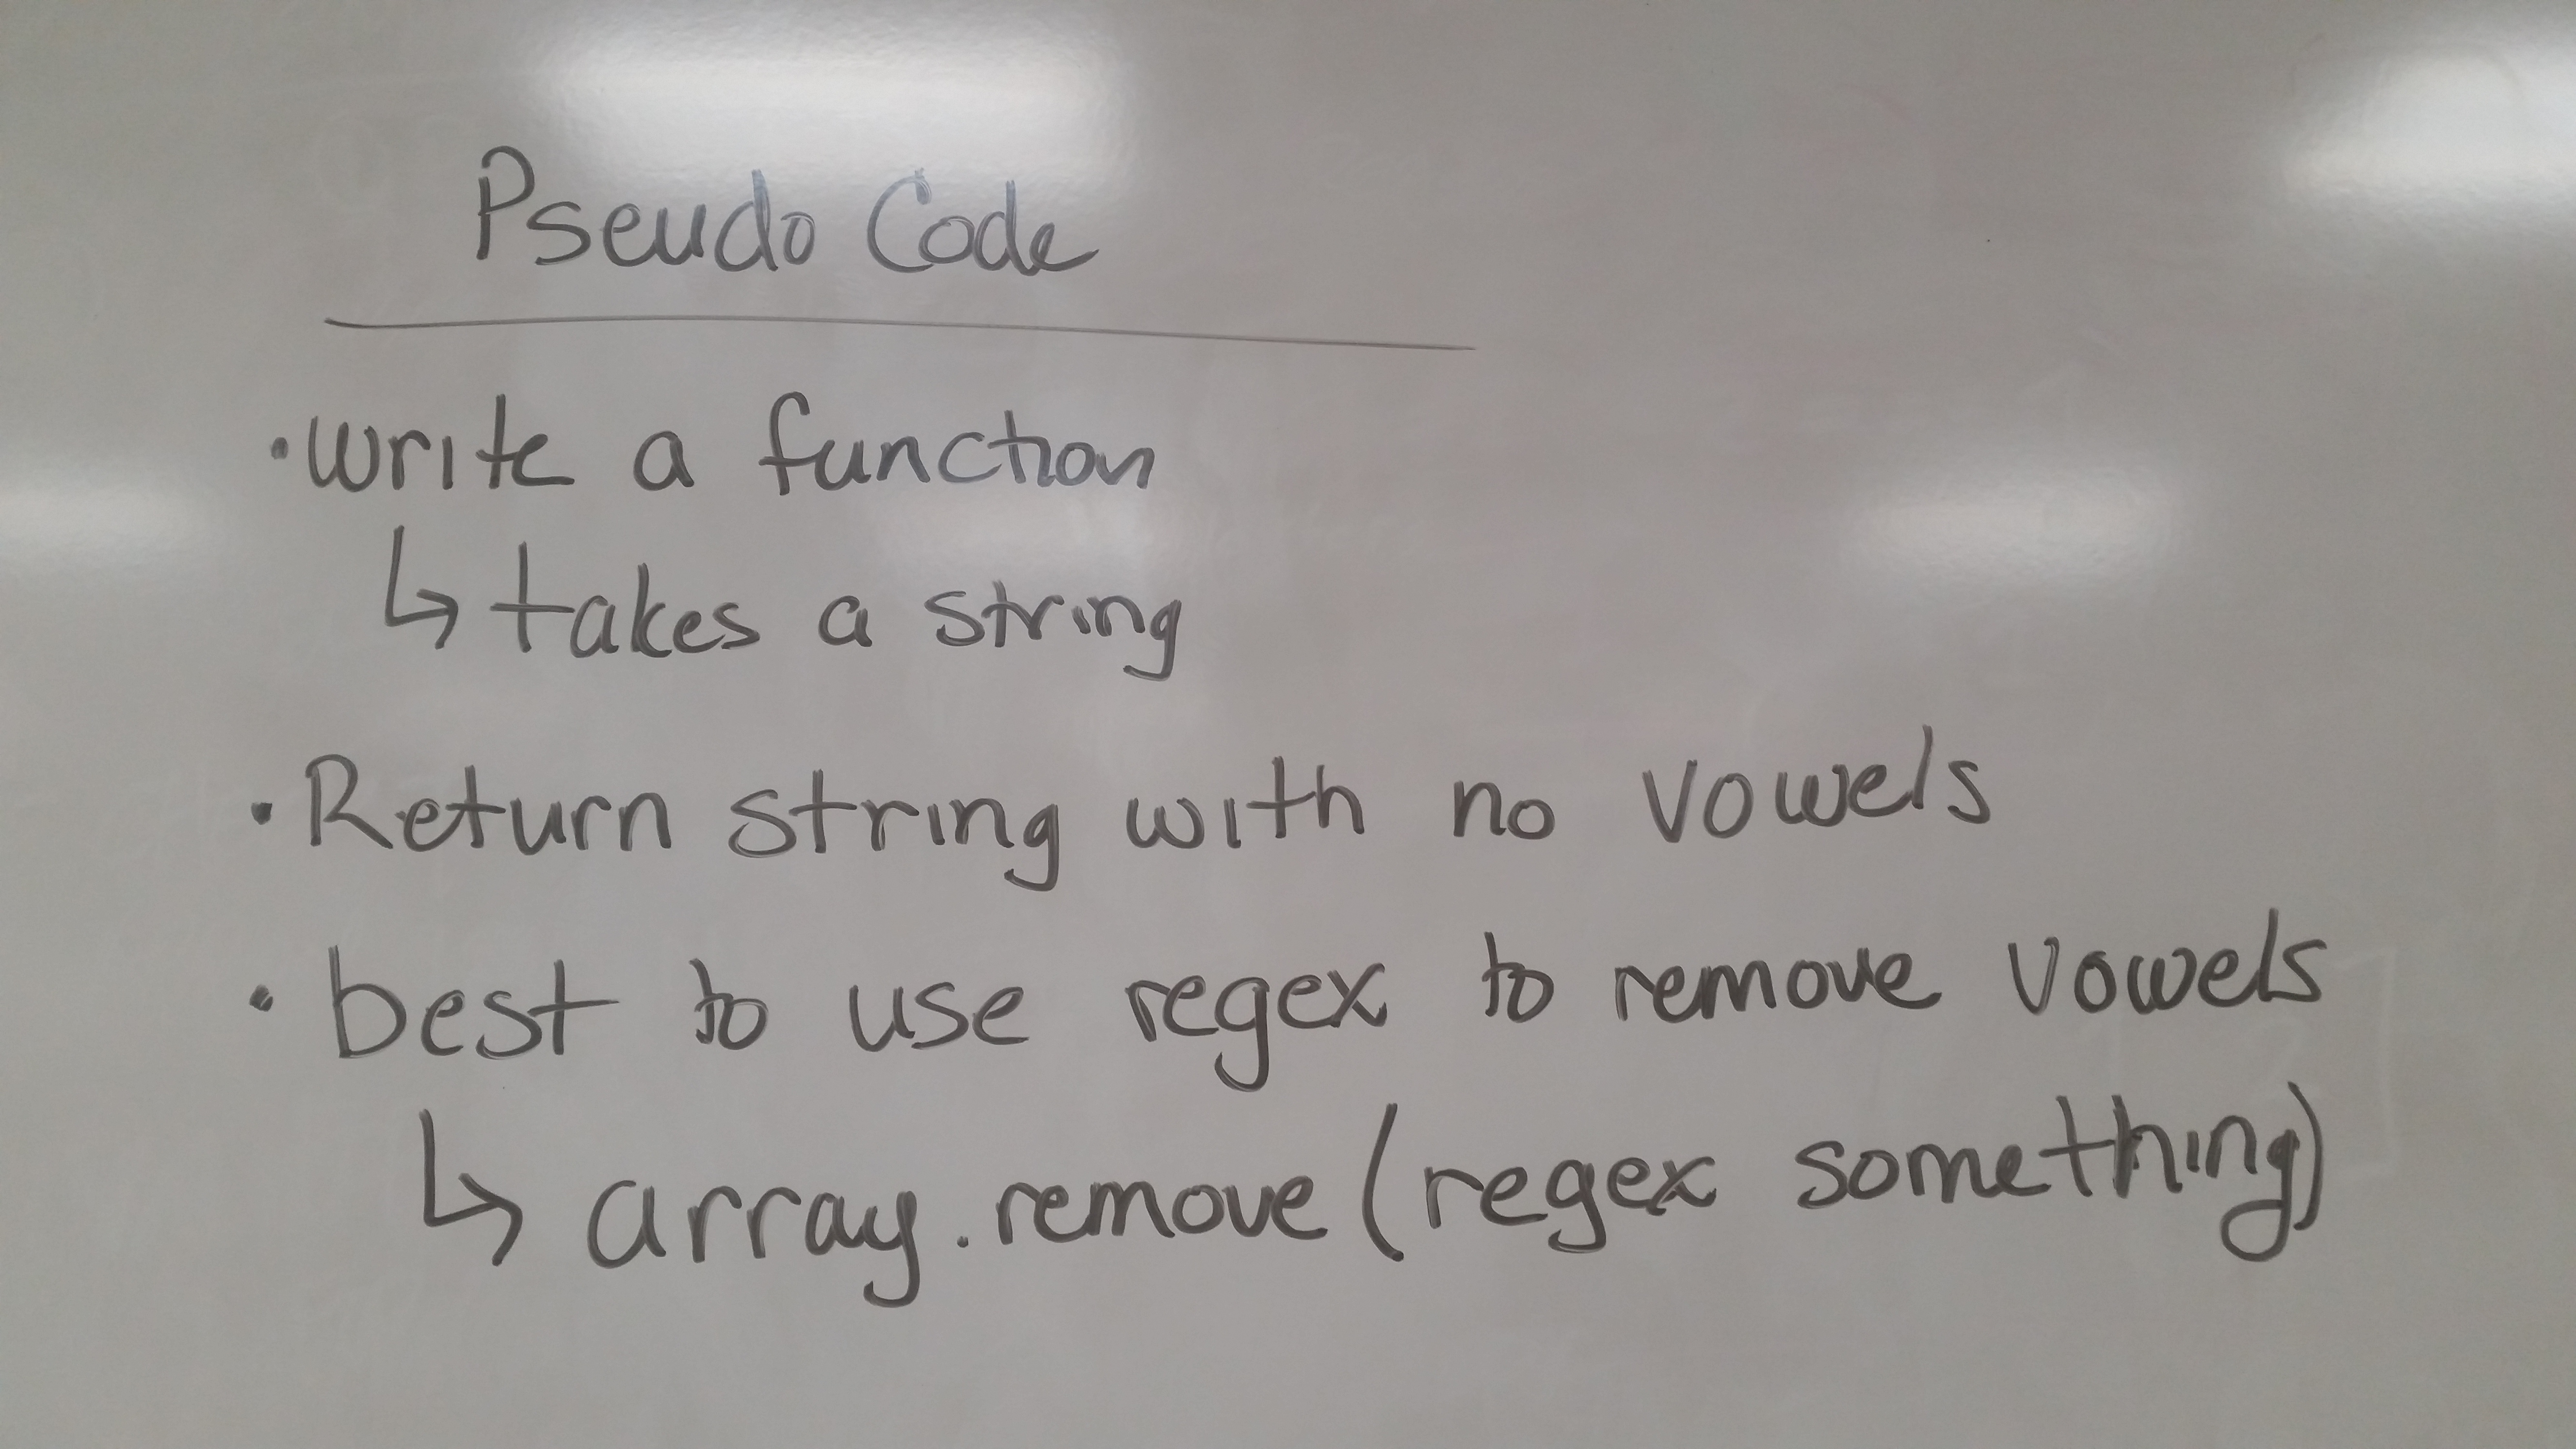 Pseudo Code
• write a function
↳ takes a string
• Return string with no vowels
• best to use regex to remove vowels
↳ array.remove(regex something)